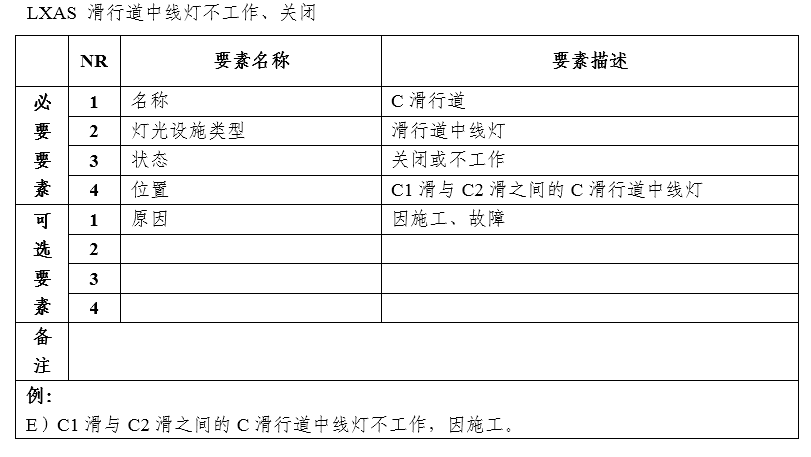 LXAS 滑行道中线灯不工作、关闭
NR 要素名称 要素描述
必要要素
1 名称 C 滑行道
2 灯光设施类型 滑行道中线灯
3 状态 关闭或不工作
4 位置 C1 滑与 C2 滑之间的 C 滑行道中线灯
可选要素
1 原因 因施工、故障
2
3
4
备注
例：
E）C1 滑与 C2 滑之间的 C 滑行道中线灯不工作，因施工。